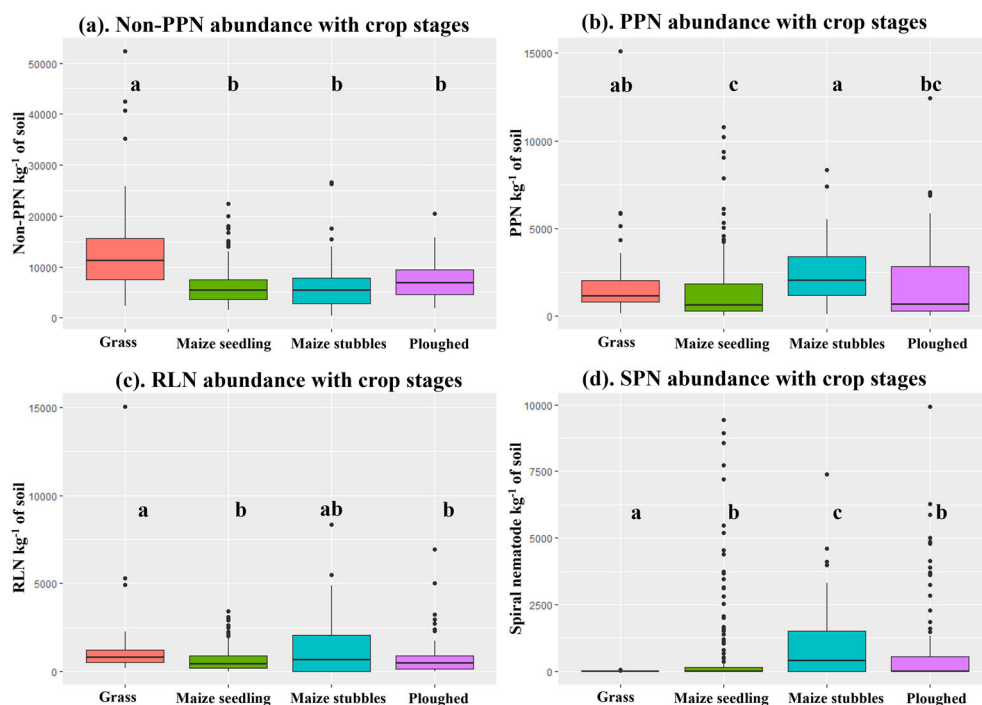 (a). Non-PPN abundance with crop stages
Non-PPN kg⁻¹ of soil
50000
40000
30000
20000
10000
0
a
b
b
b
Grass
Maize seedling
Maize stubbles
Ploughed
(b). PPN abundance with crop stages
PPN kg⁻¹ of soil
15000
10000
5000
0
ab
c
a
bc
Grass
Maize seedling
Maize stubbles
Ploughed
(c). RLN abundance with crop stages
RLN kg⁻¹ of soil
15000
10000
5000
0
a
b
ab
b
Grass
Maize seedling
Maize stubbles
Ploughed
(d). SPN abundance with crop stages
Spiral nematode kg⁻¹ of soil
10000
7500
5000
2500
0
a
b
c
b
Grass
Maize seedling
Maize stubbles
Ploughed